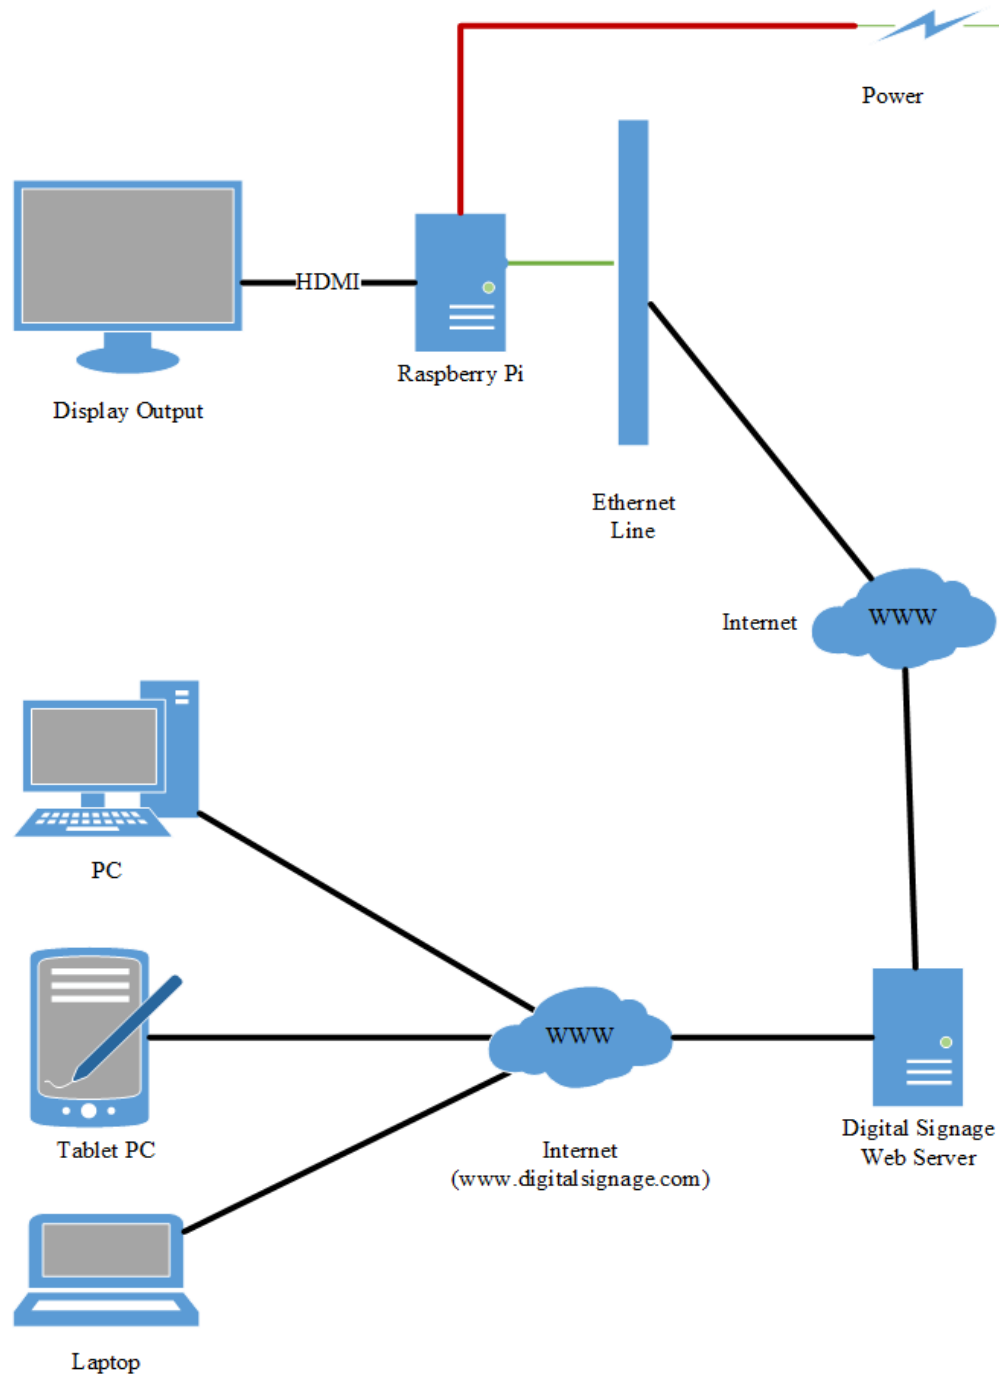 Power
HDMI
Raspberry Pi
Display Output
Ethernet
Line
Internet
WWW
PC
WWW
Tablet PC
Internet
(www.digitalsignage.com)
Digital Signage
Web Server
Laptop